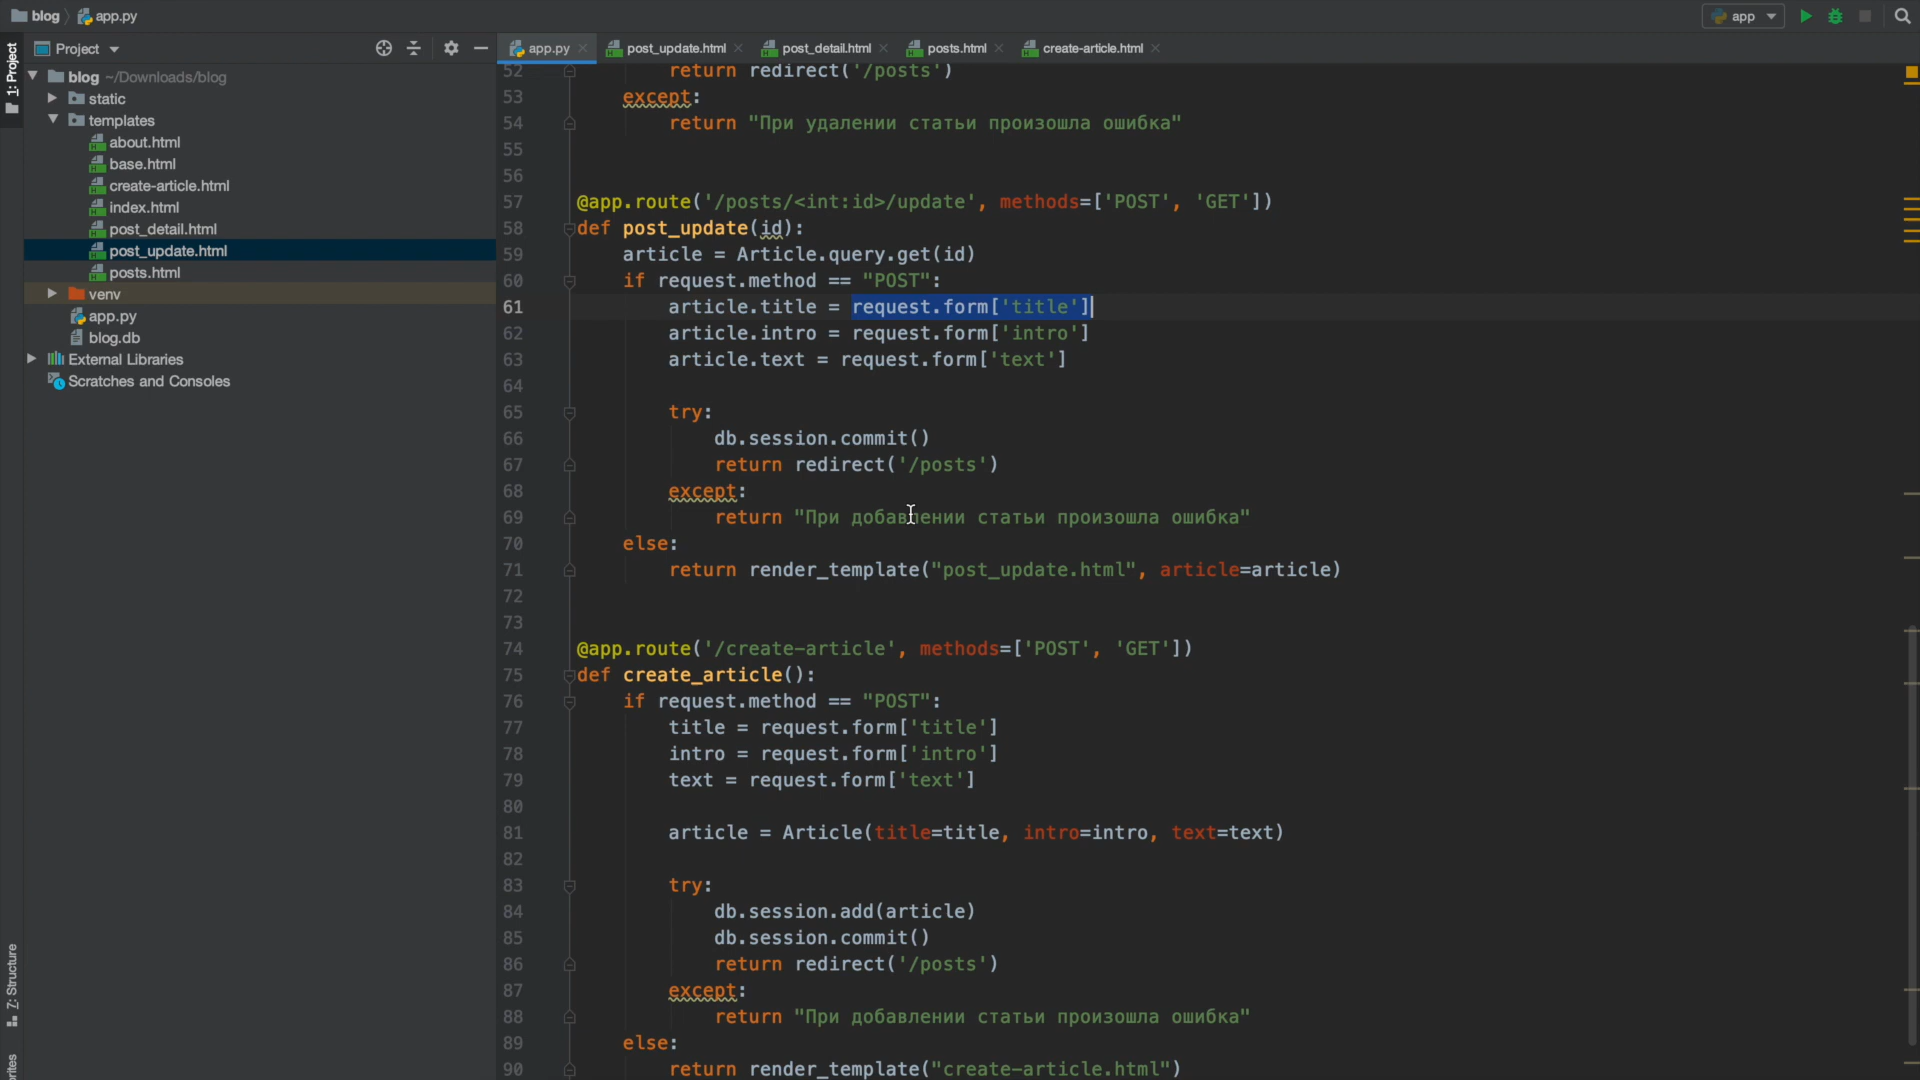 blog app.py app
Project
app.py post_update.html post_detail.html posts.html create-article.html
1: Project
blog ~/Downloads/blog
static
templates
about.html
base.html
create-article.html
index.html
post_detail.html
post_update.html
posts.html
venv
app.py
blog.db
External Libraries
Scratches and Consoles
Z: Structure
52 return redirect('/posts')
53 except:
54 return "При удалении статьи произошла ошибка"
55
56
57 @app.route('/posts/<int:id>/update', methods=['POST', 'GET'])
58 def post_update(id):
59 article = Article.query.get(id)
60 if request.method == "POST":
61 article.title = request.form['title']
62 article.intro = request.form['intro']
63 article.text = request.form['text']
64
65 try:
66 db.session.commit()
67 return redirect('/posts')
68 except:
69 return "При добавлении статьи произошла ошибка"
70 else:
71 return render_template("post_update.html", article=article)
72
73
74 @app.route('/create-article', methods=['POST', 'GET'])
75 def create_article():
76 if request.method == "POST":
77 title = request.form['title']
78 intro = request.form['intro']
79 text = request.form['text']
80
81 article = Article(title=title, intro=intro, text=text)
82
83 try:
84 db.session.add(article)
85 db.session.commit()
86 return redirect('/posts')
87 except:
88 return "При добавлении статьи произошла ошибка"
89 else:
90 return render_template("create-article.html")